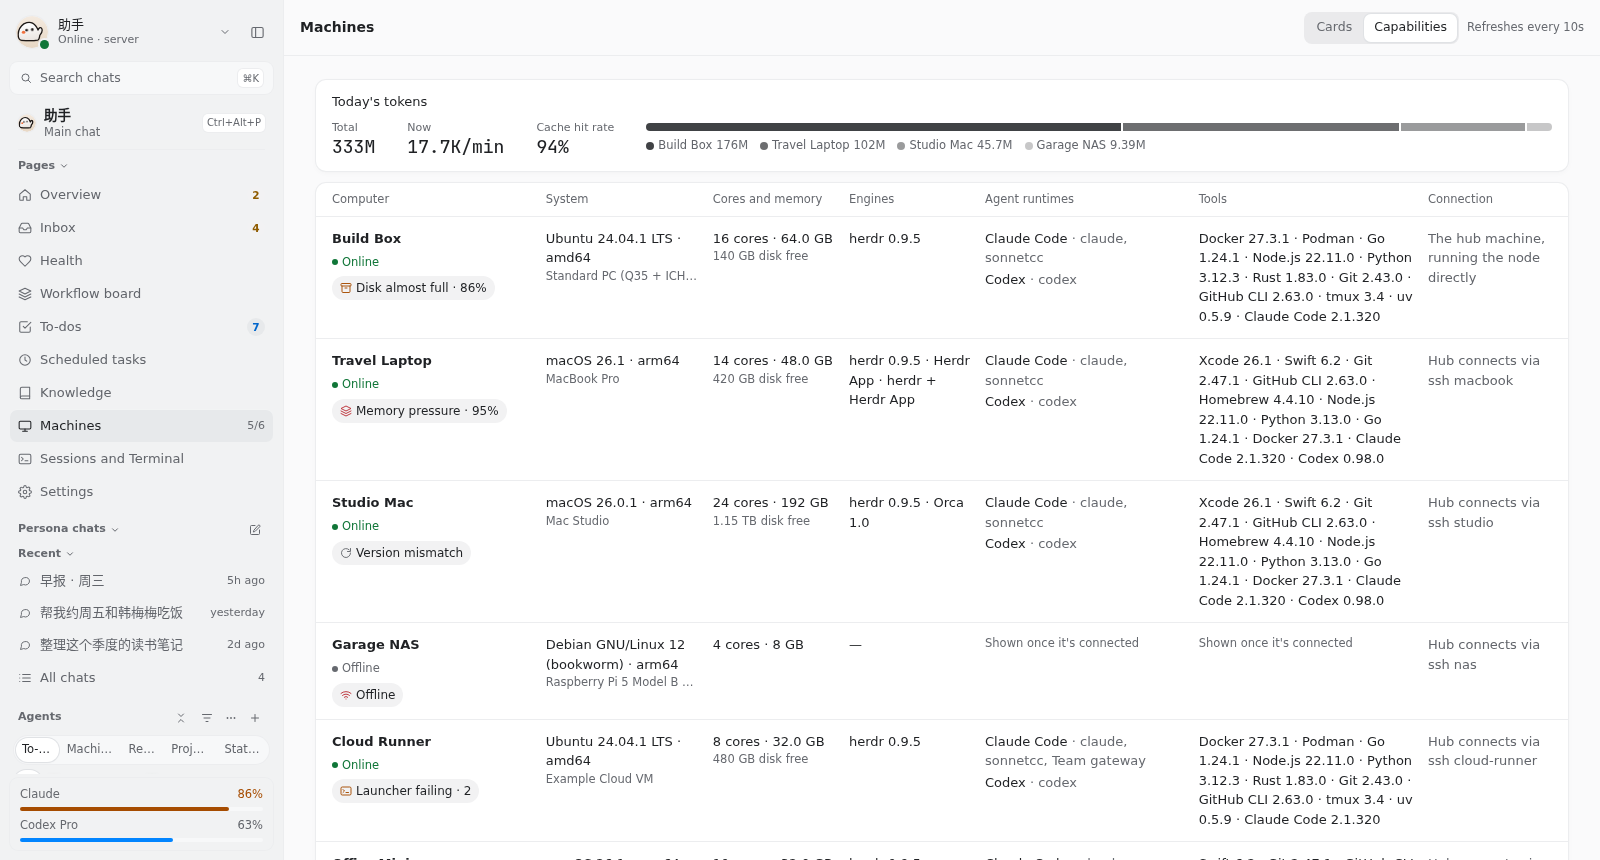 助手
Online · server
Search chats
⌘K
助手
Main chat
Ctrl+Alt+P
Pages
Overview
2
Inbox
4
Health
Workflow board
To-dos
7
Scheduled tasks
Knowledge
Machines
5/6
Sessions and Terminal
Settings
Persona chats
Recent
早报 · 周三
5h ago
帮我约周五和韩梅梅吃饭
yesterday
整理这个季度的读书笔记
2d ago
All chats
4
Agents
To-...
Machi...
Re...
Proj...
Stat...
Claude
86%
Codex Pro
63%
Machines
Cards
Capabilities
Refreshes every 10s
Today's tokens
Total
333M
Now
17.7K/min
Cache hit rate
94%
Build Box 176M
Travel Laptop 102M
Studio Mac 45.7M
Garage NAS 9.39M
Computer
System
Cores and memory
Engines
Agent runtimes
Tools
Connection
Build Box
Online
Disk almost full · 86%
Ubuntu 24.04.1 LTS ·
amd64
Standard PC (Q35 + ICH...
16 cores · 64.0 GB
140 GB disk free
herdr 0.9.5
Claude Code · claude,
sonnetcc
Codex · codex
Docker 27.3.1 · Podman · Go
1.24.1 · Node.js 22.11.0 · Python
3.12.3 · Rust 1.83.0 · Git 2.43.0 ·
GitHub CLI 2.63.0 · tmux 3.4 · uv
0.5.9 · Claude Code 2.1.320
The hub machine,
running the node
directly
Travel Laptop
Online
Memory pressure · 95%
macOS 26.1 · arm64
MacBook Pro
14 cores · 48.0 GB
420 GB disk free
herdr 0.9.5 · Herdr
App · herdr +
Herdr App
Claude Code · claude,
sonnetcc
Codex · codex
Xcode 26.1 · Swift 6.2 · Git
2.47.1 · GitHub CLI 2.63.0 ·
Homebrew 4.4.10 · Node.js
22.11.0 · Python 3.13.0 · Go
1.24.1 · Docker 27.3.1 · Claude
Code 2.1.320 · Codex 0.98.0
Hub connects via
ssh macbook
Studio Mac
Online
Version mismatch
macOS 26.0.1 · arm64
Mac Studio
24 cores · 192 GB
1.15 TB disk free
herdr 0.9.5 · Orca
1.0
Claude Code · claude,
sonnetcc
Codex · codex
Xcode 26.1 · Swift 6.2 · Git
2.47.1 · GitHub CLI 2.63.0 ·
Homebrew 4.4.10 · Node.js
22.11.0 · Python 3.13.0 · Go
1.24.1 · Docker 27.3.1 · Claude
Code 2.1.320 · Codex 0.98.0
Hub connects via
ssh studio
Garage NAS
Offline
Offline
Debian GNU/Linux 12
(bookworm) · arm64
Raspberry Pi 5 Model B ...
4 cores · 8 GB
—
Shown once it's connected
Shown once it's connected
Hub connects via
ssh nas
Cloud Runner
Online
Launcher failing · 2
Ubuntu 24.04.1 LTS ·
amd64
Example Cloud VM
8 cores · 32.0 GB
480 GB disk free
herdr 0.9.5
Claude Code · claude,
sonnetcc, Team gateway
Codex · codex
Docker 27.3.1 · Podman · Go
1.24.1 · Node.js 22.11.0 · Python
3.12.3 · Rust 1.83.0 · Git 2.43.0 ·
GitHub CLI 2.63.0 · tmux 3.4 · uv
0.5.9 · Claude Code 2.1.320
Hub connects via
ssh cloud-runner